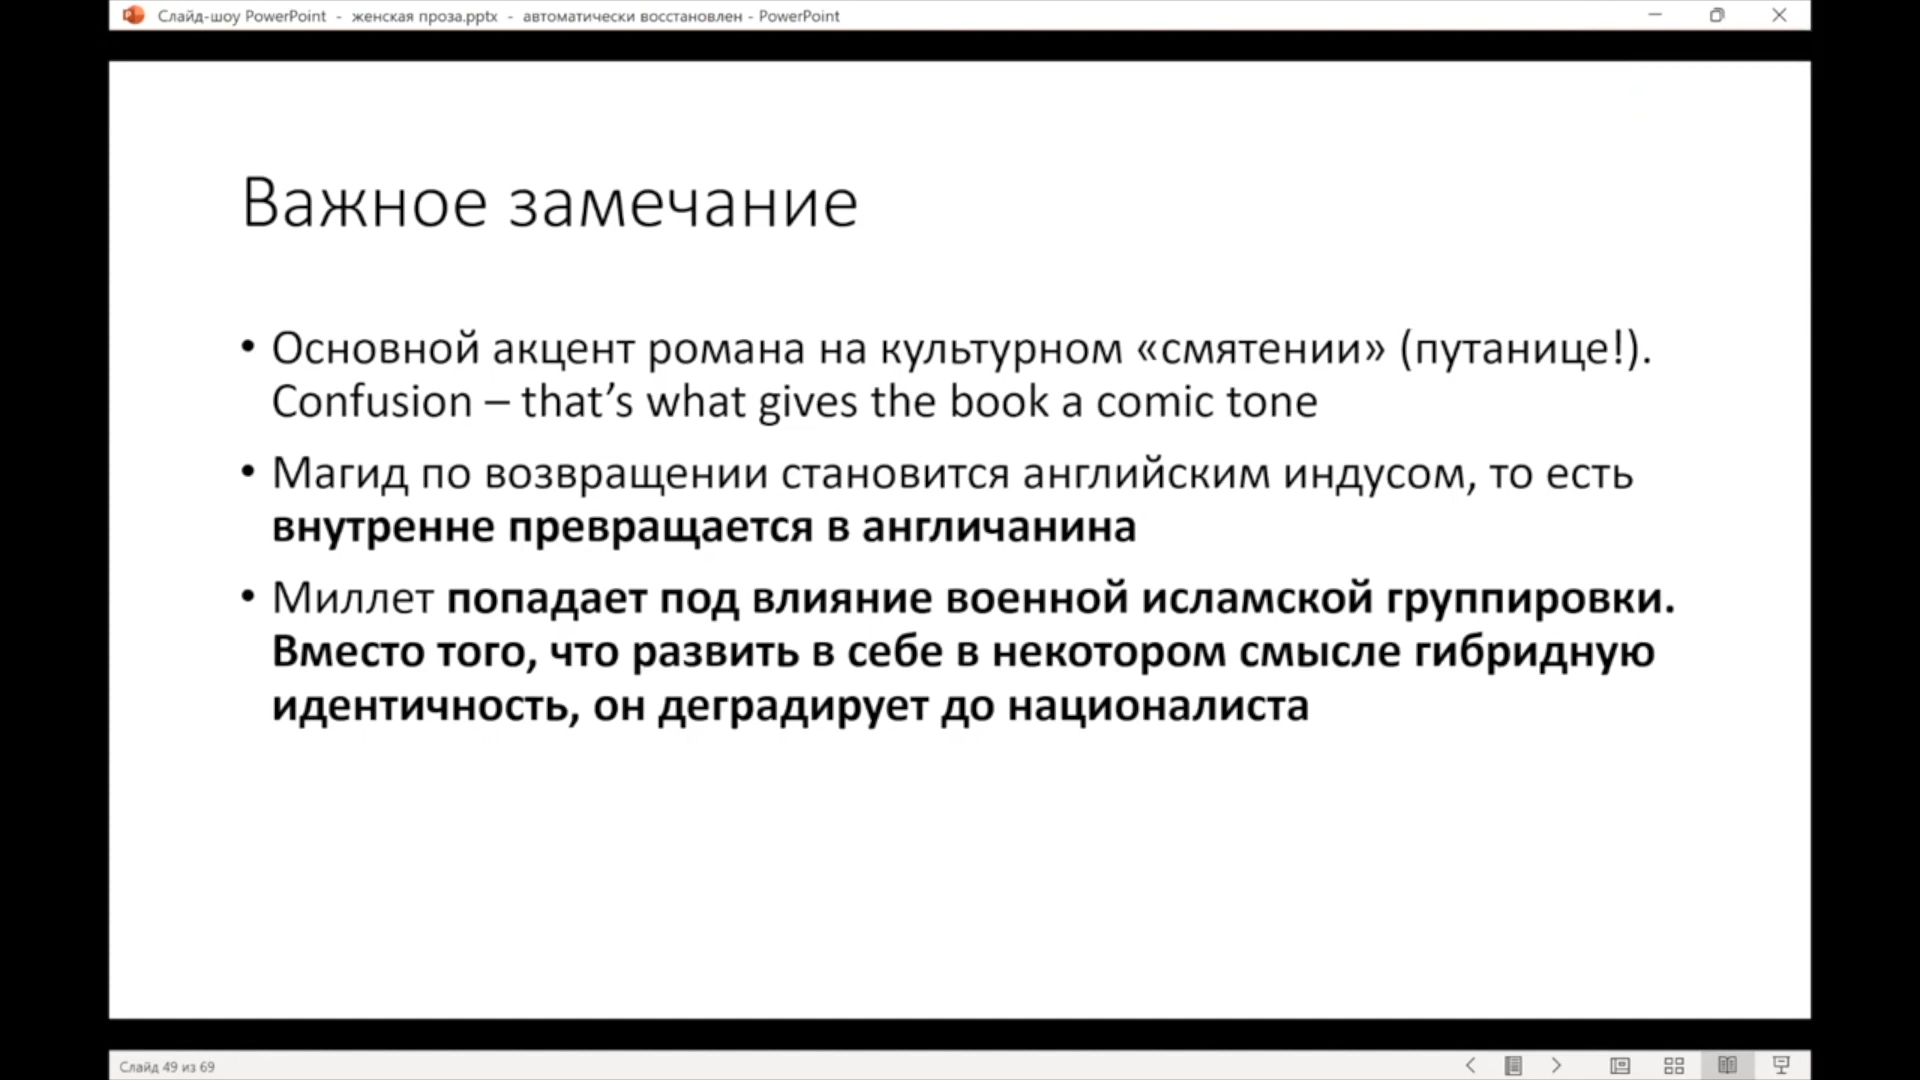 Слайд-шоу PowerPoint - женская проза.pptx - автоматически восстановлен - PowerPoint
Важное замечание
• Основной акцент романа на культурном «смятении» (путанице!).
Confusion – that’s what gives the book a comic tone
• Магид по возвращении становится английским индусом, то есть
внутренне превращается в англичанина
• Миллет попадает под влияние военной исламской группировки.
Вместо того, что развить в себе в некотором смысле гибридную
идентичность, он деградирует до националиста
Слайд 49 из 69